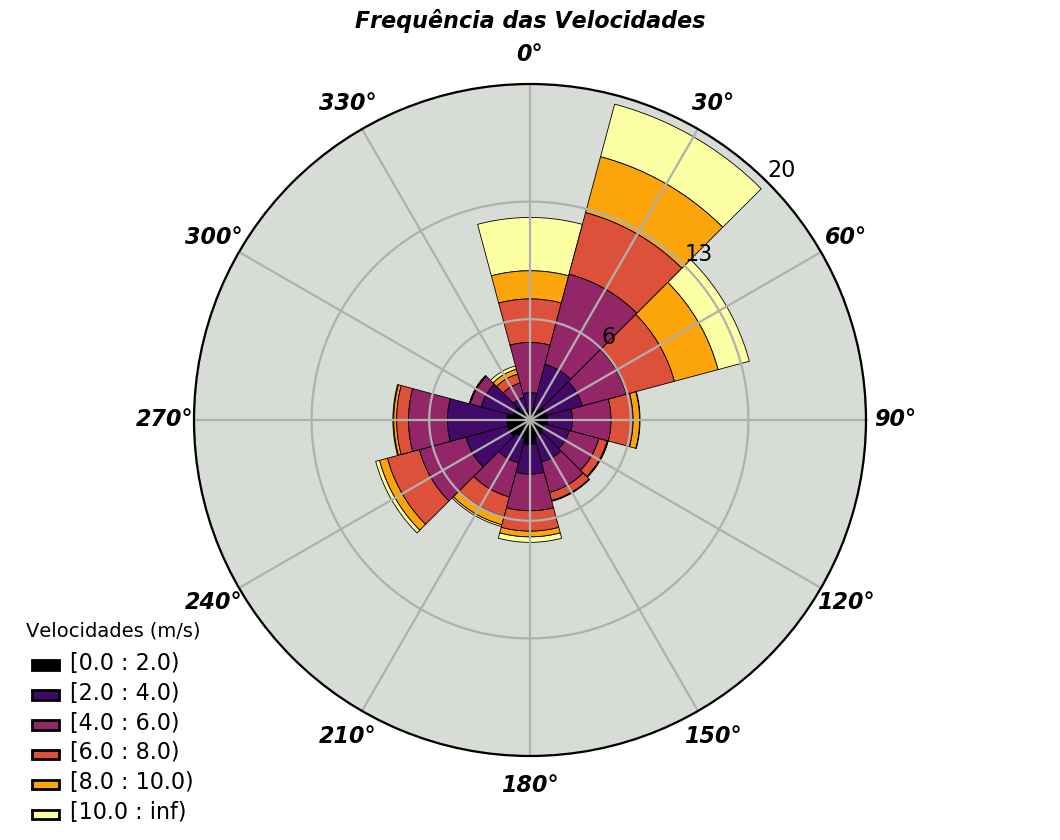 Frequência das Velocidades
0°
330°
30°
20
300°
60°
13
6
270°
90°
240°
120°
Velocidades (m/s)
[0.0 : 2.0)
[2.0 : 4.0)
[4.0 : 6.0)
210°
150°
[6.0 : 8.0)
180°
[8.0 : 10.0)
[10.0 : inf)